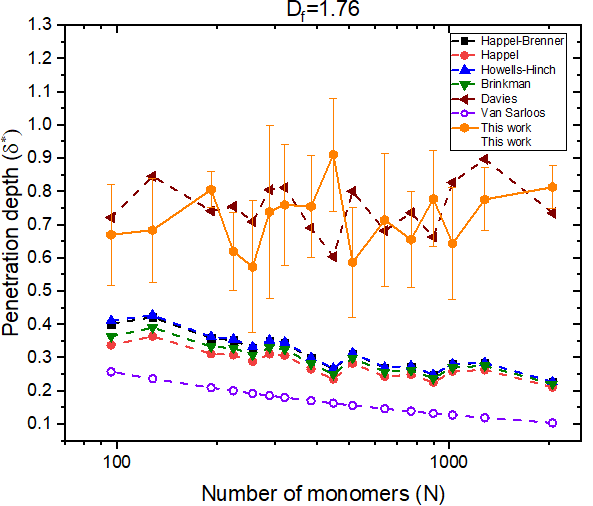 D_f=1.76
1.3
1.2
1.1
1.0
0.9
0.8
0.7
0.6
0.5
0.4
0.3
0.2
0.1
Penetration depth (δ*)
Happel-Brenner
Happel
Howells-Hinch
Brinkman
Davies
Van Sarloos
This work
This work
100
1000
Number of monomers (N)